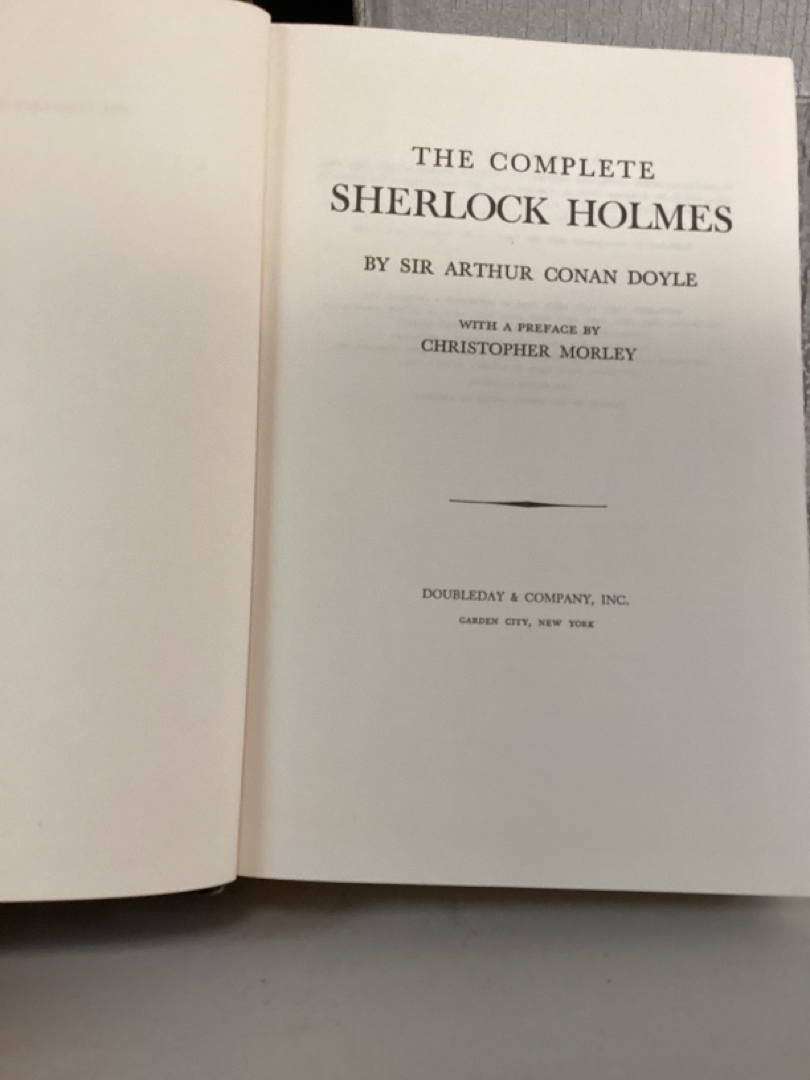 THE COMPLETE
SHERLOCK HOLMES
BY SIR ARTHUR CONAN DOYLE
WITH A PREFACE BY
CHRISTOPHER MORLEY
DOUBLEDAY & COMPANY, INC.
GARDEN CITY, NEW YORK